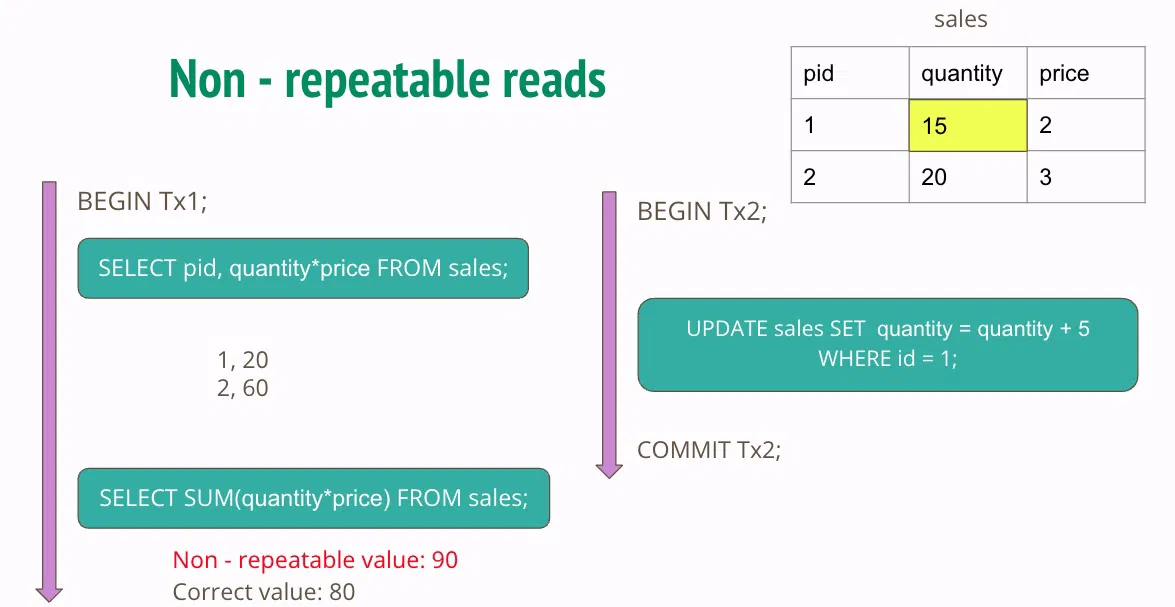 sales
Non - repeatable reads
pid quantity price
1 15 2
2 20 3
BEGIN Tx1;
SELECT pid, quantity*price FROM sales;
1, 20
2, 60
SELECT SUM(quantity*price) FROM sales;
Non - repeatable value: 90
Correct value: 80
BEGIN Tx2;
UPDATE sales SET quantity = quantity + 5
WHERE id = 1;
COMMIT Tx2;